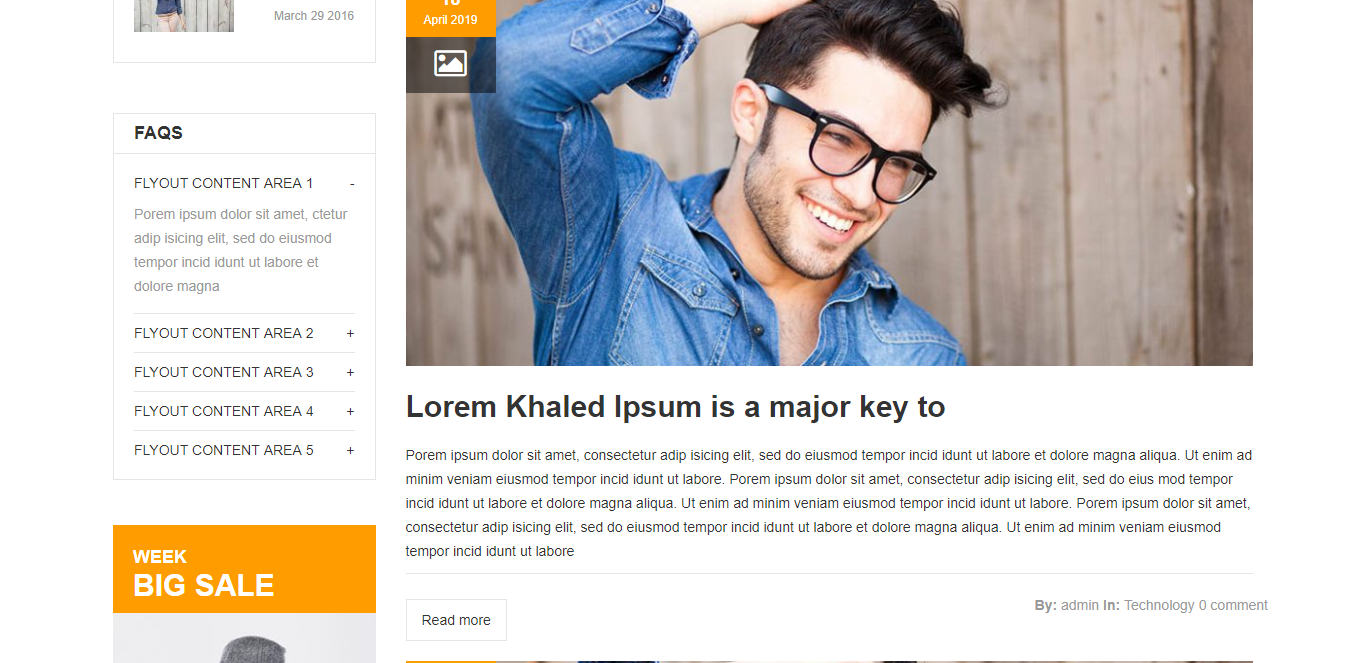 March 29 2016
FAQS
FLYOUT CONTENT AREA 1 -
Porem ipsum dolor sit amet, ctetur
adip isicing elit, sed do eiusmod
tempor incid idunt ut labore et
dolore magna
FLYOUT CONTENT AREA 2 +
FLYOUT CONTENT AREA 3 +
FLYOUT CONTENT AREA 4 +
FLYOUT CONTENT AREA 5 +
WEEK
BIG SALE
April 2019
Lorem Khaled Ipsum is a major key to
Porem ipsum dolor sit amet, consectetur adip isicing elit, sed do eiusmod tempor incid idunt ut labore et dolore magna aliqua. Ut enim ad
minim veniam eiusmod tempor incid idunt ut labore. Porem ipsum dolor sit amet, consectetur adip isicing elit, sed do eius mod tempor
incid idunt ut labore et dolore magna aliqua. Ut enim ad minim veniam eiusmod tempor incid idunt ut labore. Porem ipsum dolor sit amet,
consectetur adip isicing elit, sed do eiusmod tempor incid idunt ut labore et dolore magna aliqua. Ut enim ad minim veniam eiusmod
tempor incid idunt ut labore
Read more
By: admin In: Technology 0 comment